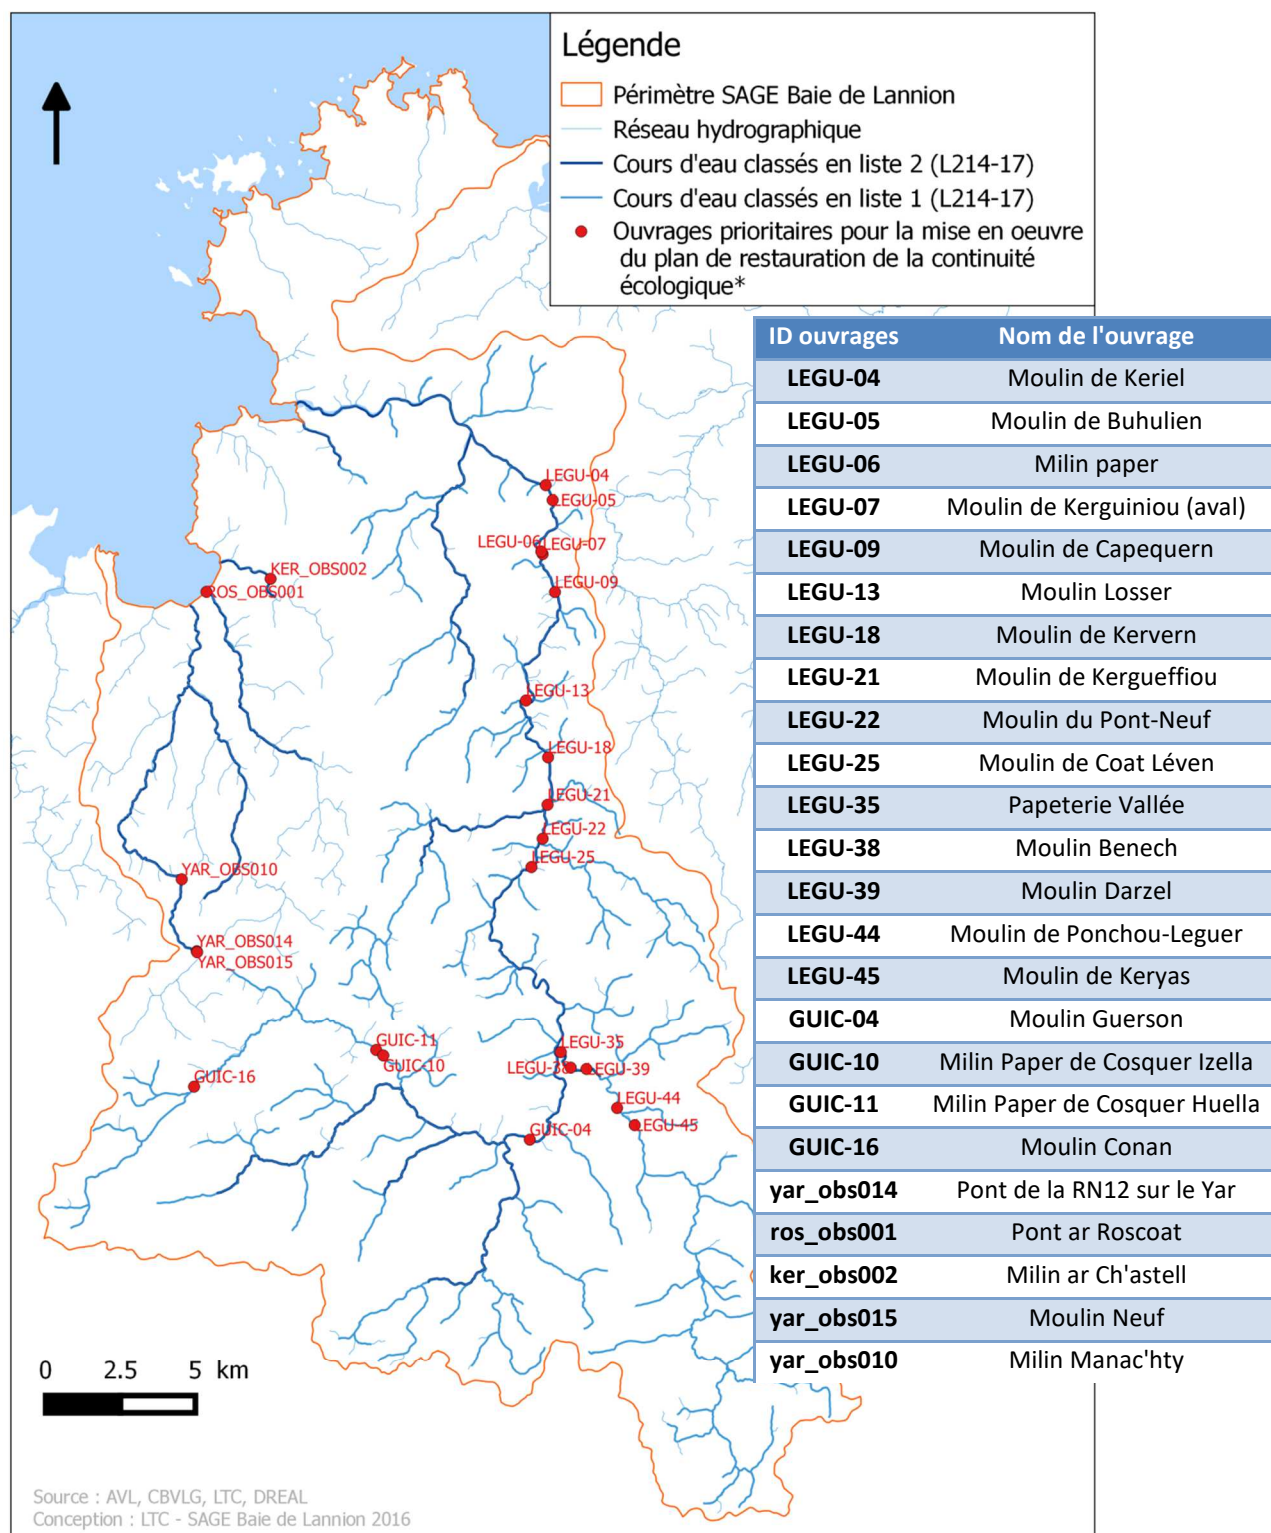 Légende
Périmètre SAGE Baie de Lannion
Réseau hydrographique
Cours d'eau classés en liste 2 (L214-17)
Cours d'eau classés en liste 1 (L214-17)
Ouvrages prioritaires pour la mise en oeuvre
du plan de restauration de la continuité
écologique*
ID ouvrages Nom de l'ouvrage
LEGU-04 Moulin de Keriel
LEGU-05 Moulin de Buhulien
LEGU-06 Milin paper
LEGU-07 Moulin de Kerguiniou (aval)
LEGU-09 Moulin de Capequern
LEGU-13 Moulin Losser
LEGU-18 Moulin de Kervern
LEGU-21 Moulin de Kergueffiou
LEGU-22 Moulin du Pont-Neuf
LEGU-25 Moulin de Coat Léven
LEGU-35 Papeterie Vallée
LEGU-38 Moulin Benech
LEGU-39 Moulin Darzel
LEGU-44 Moulin de Ponchou-Leguer
LEGU-45 Moulin de Keryas
GUIC-04 Moulin Guerson
GUIC-10 Milin Paper de Cosquer Izella
GUIC-11 Milin Paper de Cosquer Huella
GUIC-16 Moulin Conan
yar_obs014 Pont de la RN12 sur le Yar
ros_obs001 Pont ar Roscoat
ker_obs002 Milin ar Ch'astell
yar_obs015 Moulin Neuf
yar_obs010 Milin Manac'hty
LEGU-04
LEGU-05
LEGU-06
LEGU-07
KER_OBS002
ROS_OBS001
LEGU-09
LEGU-13
LEGU-18
LEGU-21
LEGU-22
LEGU-25
YAR_OBS010
YAR_OBS014
YAR_OBS015
GUIC-11
GUIC-10
LEGU-35
LEGU-38
LEGU-39
GUIC-16
LEGU-44
LEGU-45
GUIC-04
0 2.5 5 km
Source : AVL, CBVLG, LTC, DREAL
Conception : LTC - SAGE Baie de Lannion 2016